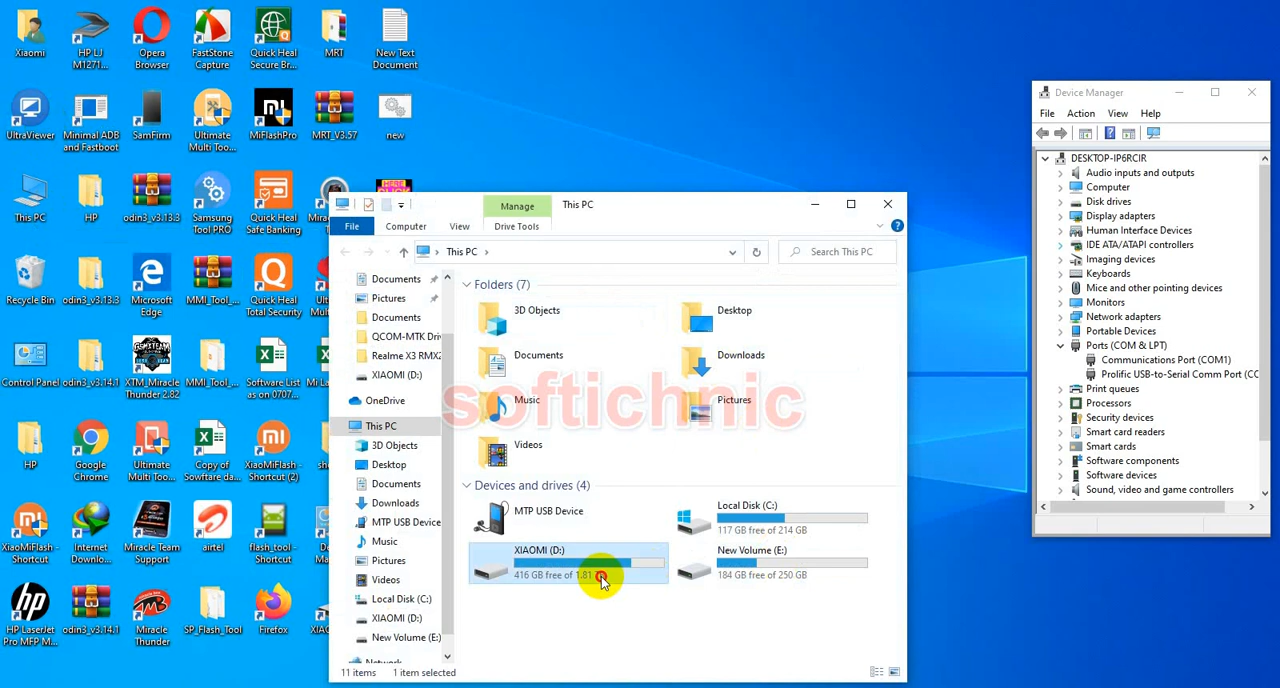 Xiaomi
HP LJ
M1271...
Opera
Browser
FastStone
Capture
Quick Heal
Secure Br...
MRT
New Text
Document
UltraViewer
Minimal ADB
and Fastboot
SamFirm
Ultimate
Multi Too...
MiFlashPro
MRT_V3.57
new
This PC
HP
odin3_v3.13.3
Samsung
Tool PRO
Quick Heal
Safe Banking
Recycle Bin
odin3_v3.13.3
Microsoft
Edge
MMI_Tool_...
Quick Heal
Total Security
Control Panel
odin3_v3.14.1
XTM_Miracle
Thunder 2.82
MMI_Tool_...
Software List
as on 0707...
HP
Google
Chrome
Ultimate
Multi Too...
Copy of
Sowftare da...
XiaoMiFlash -
Shortcut (2)
XiaoMiFlash -
Shortcut
Internet
Downlo...
Miracle Team
Support
airtel
flash_tool -
Shortcut
HP LaserJet
Pro MFP M...
odin3_v3.14.1
Miracle
Thunder
SP_Flash_Tool
Firefox
Manage
This PC
File
Computer
View
Drive Tools
This PC
Search This PC
Documents
Pictures
Documents
QCOM-MTK Dri
Realme X3 RMX2
XIAOMI (D:)
OneDrive
This PC
3D Objects
Desktop
Documents
Downloads
MTP USB Device
Music
Pictures
Videos
Local Disk (C:)
XIAOMI (D:)
New Volume (E:)
Network
Folders (7)
3D Objects
Desktop
Documents
Downloads
Music
Pictures
Videos
softichnic
Devices and drives (4)
MTP USB Device
Local Disk (C:)
117 GB free of 214 GB
XIAOMI (D:)
416 GB free of 1.81
New Volume (E:)
184 GB free of 250 GB
11 items
1 item selected
Device Manager
File
Action
View
Help
DESKTOP-IP6RCIR
Audio inputs and outputs
Computer
Disk drives
Display adapters
Human Interface Devices
IDE ATA/ATAPI controllers
Imaging devices
Keyboards
Mice and other pointing devices
Monitors
Network adapters
Portable Devices
Ports (COM & LPT)
Communications Port (COM1)
Prolific USB-to-Serial Comm Port (CC
Print queues
Processors
Security devices
Smart card readers
Smart cards
Software components
Software devices
Sound, video and game controllers